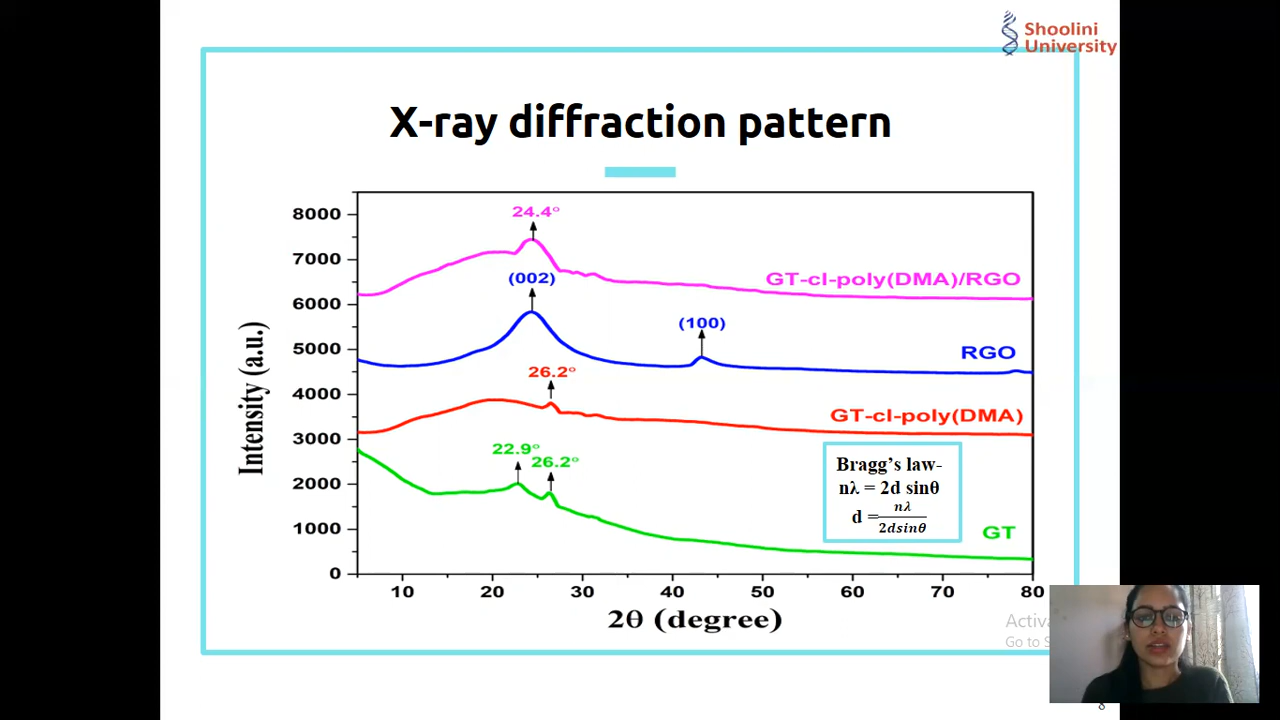 Shoolini
University
X-ray diffraction pattern
8000
7000
6000
5000
4000
3000
2000
1000
0
Intensity (a.u.)
24.4°
GT-cl-poly(DMA)/RGO
(002)
(100)
RGO
26.2°
GT-cl-poly(DMA)
22.9°
26.2°
Bragg's law-
nλ = 2d sinθ
d = nλ / 2dsinθ
GT
10 20 30 40 50 60 70 80
2θ (degree)
Activa
Go to S
8